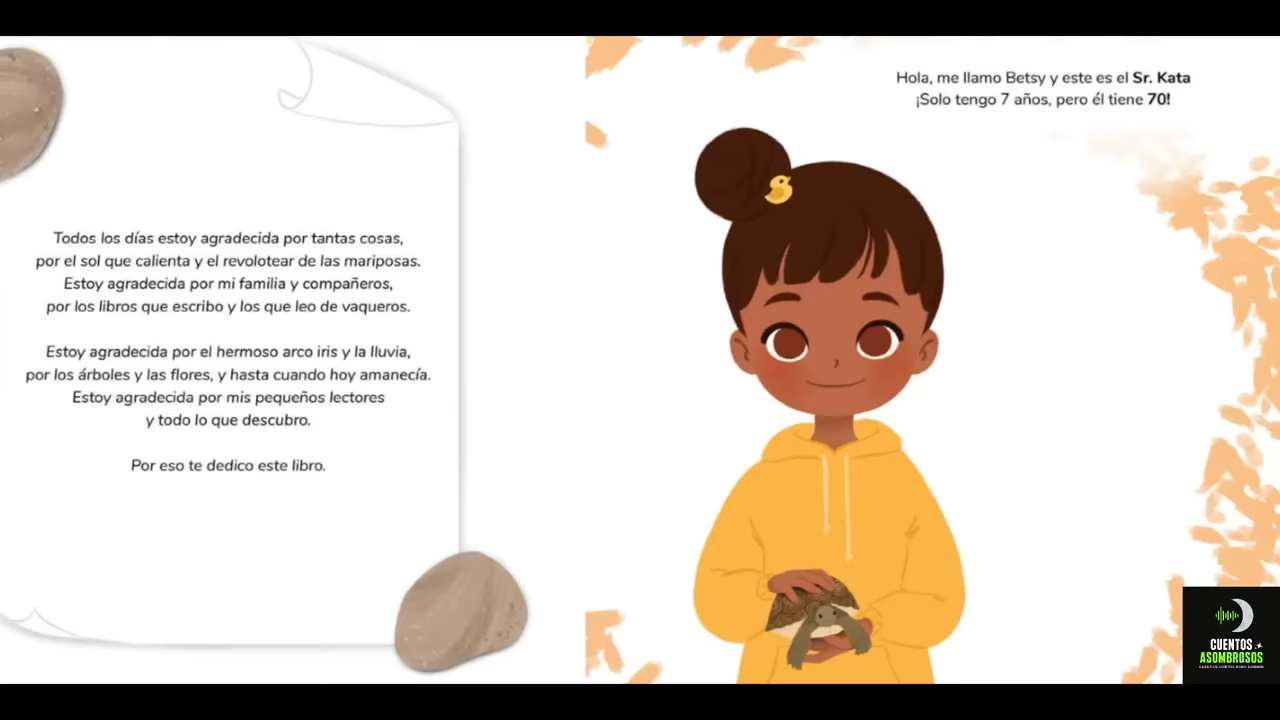 Todos los días estoy agradecida por tantas cosas,
por el sol que calienta y el revolotear de las mariposas.
Estoy agradecida por mi familia y compañeros,
por los libros que escribo y los que leo de vaqueros.
Estoy agradecida por el hermoso arco iris y la lluvia,
por los árboles y las flores, y hasta cuando hoy amanecía.
Estoy agradecida por mis pequeños lectores
y todo lo que descubro.
Por eso te dedico este libro.
Hola, me llamo Betsy y este es el Sr. Kata
¡Solo tengo 7 años, pero él tiene 70!
CUENTOS
ASOMBROSOS
CUENTOS CORTOS PARA DORMIR